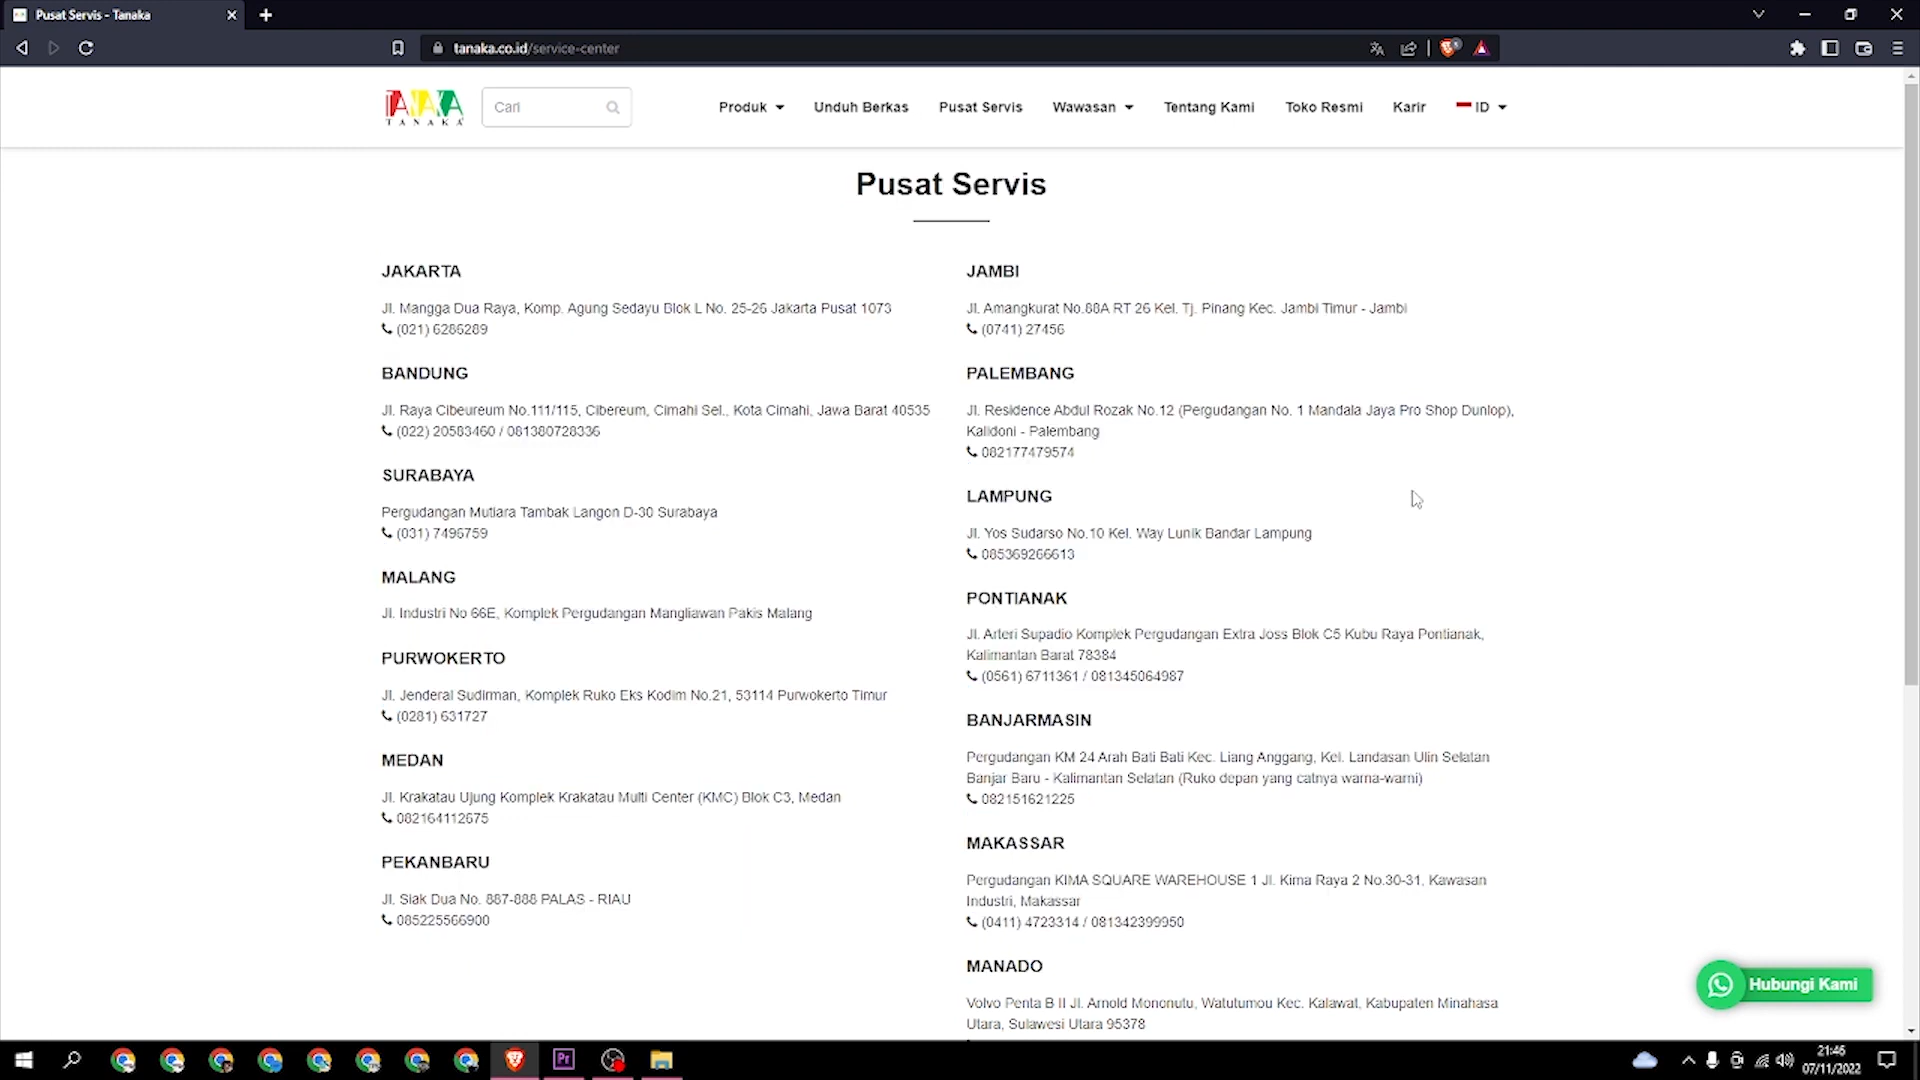 Pusat Servis - Tanaka
tanaka.co.id/service-center
TANAKA
TANAKA
Cari
Produk
Unduh Berkas
Pusat Servis
Wawasan
Tentang Kami
Toko Resmi
Karir
ID
Pusat Servis
JAKARTA
Jl. Mangga Dua Raya, Komp. Agung Sedayu Blok L No. 25-26 Jakarta Pusat 1073
(021) 6286289
BANDUNG
Jl. Raya Cibeureum No.111/115, Cibereum, Cimahi Sel., Kota Cimahi, Jawa Barat 40535
(022) 20583460 / 081380728336
SURABAYA
Pergudangan Mutiara Tambak Langon D-30 Surabaya
(031) 7496759
MALANG
Jl. Industri No 66E, Komplek Pergudangan Mangliawan Pakis Malang
PURWOKERTO
Jl. Jenderal Sudirman, Komplek Ruko Eks Kodim No.21, 53114 Purwokerto Timur
(0281) 631727
MEDAN
Jl. Krakatau Ujung Komplek Krakatau Multi Center (KMC) Blok C3, Medan
082164112675
PEKANBARU
Jl. Siak Dua No. 887-888 PALAS - RIAU
085225566900
JAMBI
Jl. Amangkurat No.88A RT 26 Kel. Tj. Pinang Kec. Jambi Timur - Jambi
(0741) 27456
PALEMBANG
Jl. Residence Abdul Rozak No.12 (Pergudangan No. 1 Mandala Jaya Pro Shop Dunlop),
Kalidoni - Palembang
082177479574
LAMPUNG
Jl. Yos Sudarso No.10 Kel. Way Lunik Bandar Lampung
085369266613
PONTIANAK
Jl. Arteri Supadio Komplek Pergudangan Extra Joss Blok C5 Kubu Raya Pontianak,
Kalimantan Barat 78384
(0561) 6711361 / 081345064987
BANJARMASIN
Pergudangan KM 24 Arah Bati Bati Kec. Liang Anggang, Kel. Landasan Ulin Selatan
Banjar Baru - Kalimantan Selatan (Ruko depan yang catnya warna-warni)
082151621225
MAKASSAR
Pergudangan KIMA SQUARE WAREHOUSE 1 Jl. Kima Raya 2 No.30-31, Kawasan
Industri, Makassar
(0411) 4723314 / 081342399950
MANADO
Volvo Penta B II Jl. Arnold Mononutu, Watutumou Kec. Kalawat, Kabupaten Minahasa
Utara, Sulawesi Utara 95378
Hubungi Kami
Pr
21:46
07/11/2022